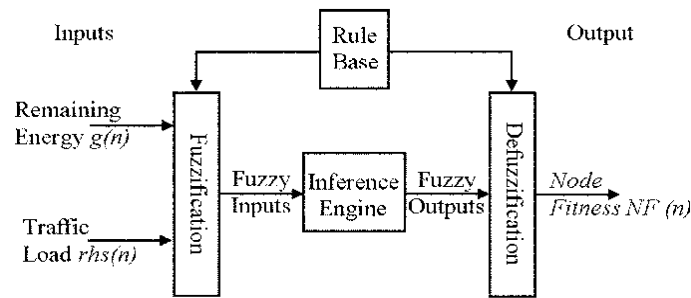 Inputs
Rule
Base
Output
Remaining
Energy g(n)
Traffic
Load rhs(n)
Fuzzification
Fuzzy
Inputs
Inference
Engine
Fuzzy
Outputs
Defuzzification
Node
Fitness NF (n)